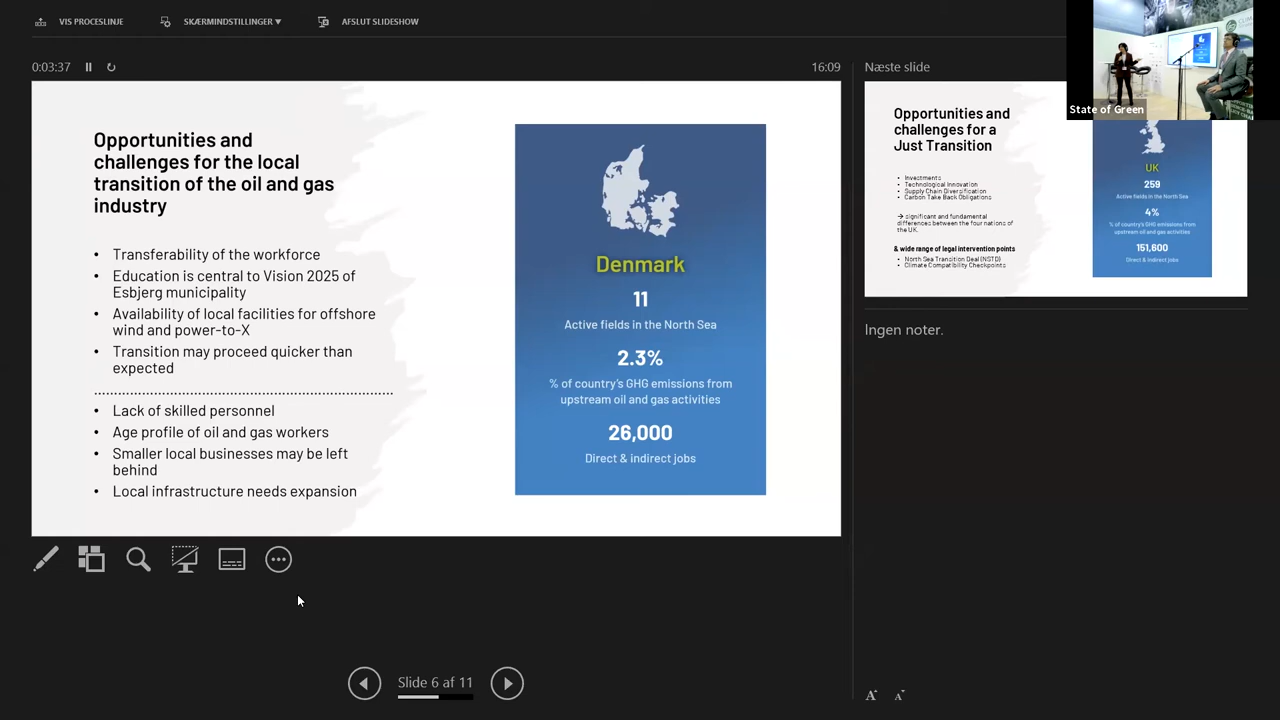 VIS PROCESLINJE
SKÆRMINDSTILLINGER ▾
AFSLUT SLIDESHOW
0:03:37
16:09
Opportunities and
challenges for the local
transition of the oil and gas
industry
• Transferability of the workforce
• Education is central to Vision 2025 of
Esbjerg municipality
• Availability of local facilities for offshore
wind and power-to-X
• Transition may proceed quicker than
expected
• Lack of skilled personnel
• Age profile of oil and gas workers
• Smaller local businesses may be left
behind
• Local infrastructure needs expansion
Denmark
11
Active fields in the North Sea
2.3%
% of country's GHG emissions from
upstream oil and gas activities
26,000
Direct & indirect jobs
Slide 6 af 11
Næste slide
State of Green
Opportunities and
challenges for a
Just Transition
• Investments
• Technological Innovation
• Supply Chain Diversification
• Carbon Take Back Obligations
→ significant and fundamental
differences between the four nations of
the UK.
& wide range of legal intervention points
• North Sea Transition Deal (NSTD)
• Climate Compatibility Checkpoints
UK
259
Active fields in the North Sea
4%
% of country's GHG emissions from
upstream oil and gas activities
151,600
Direct & indirect jobs
Ingen noter.
A A